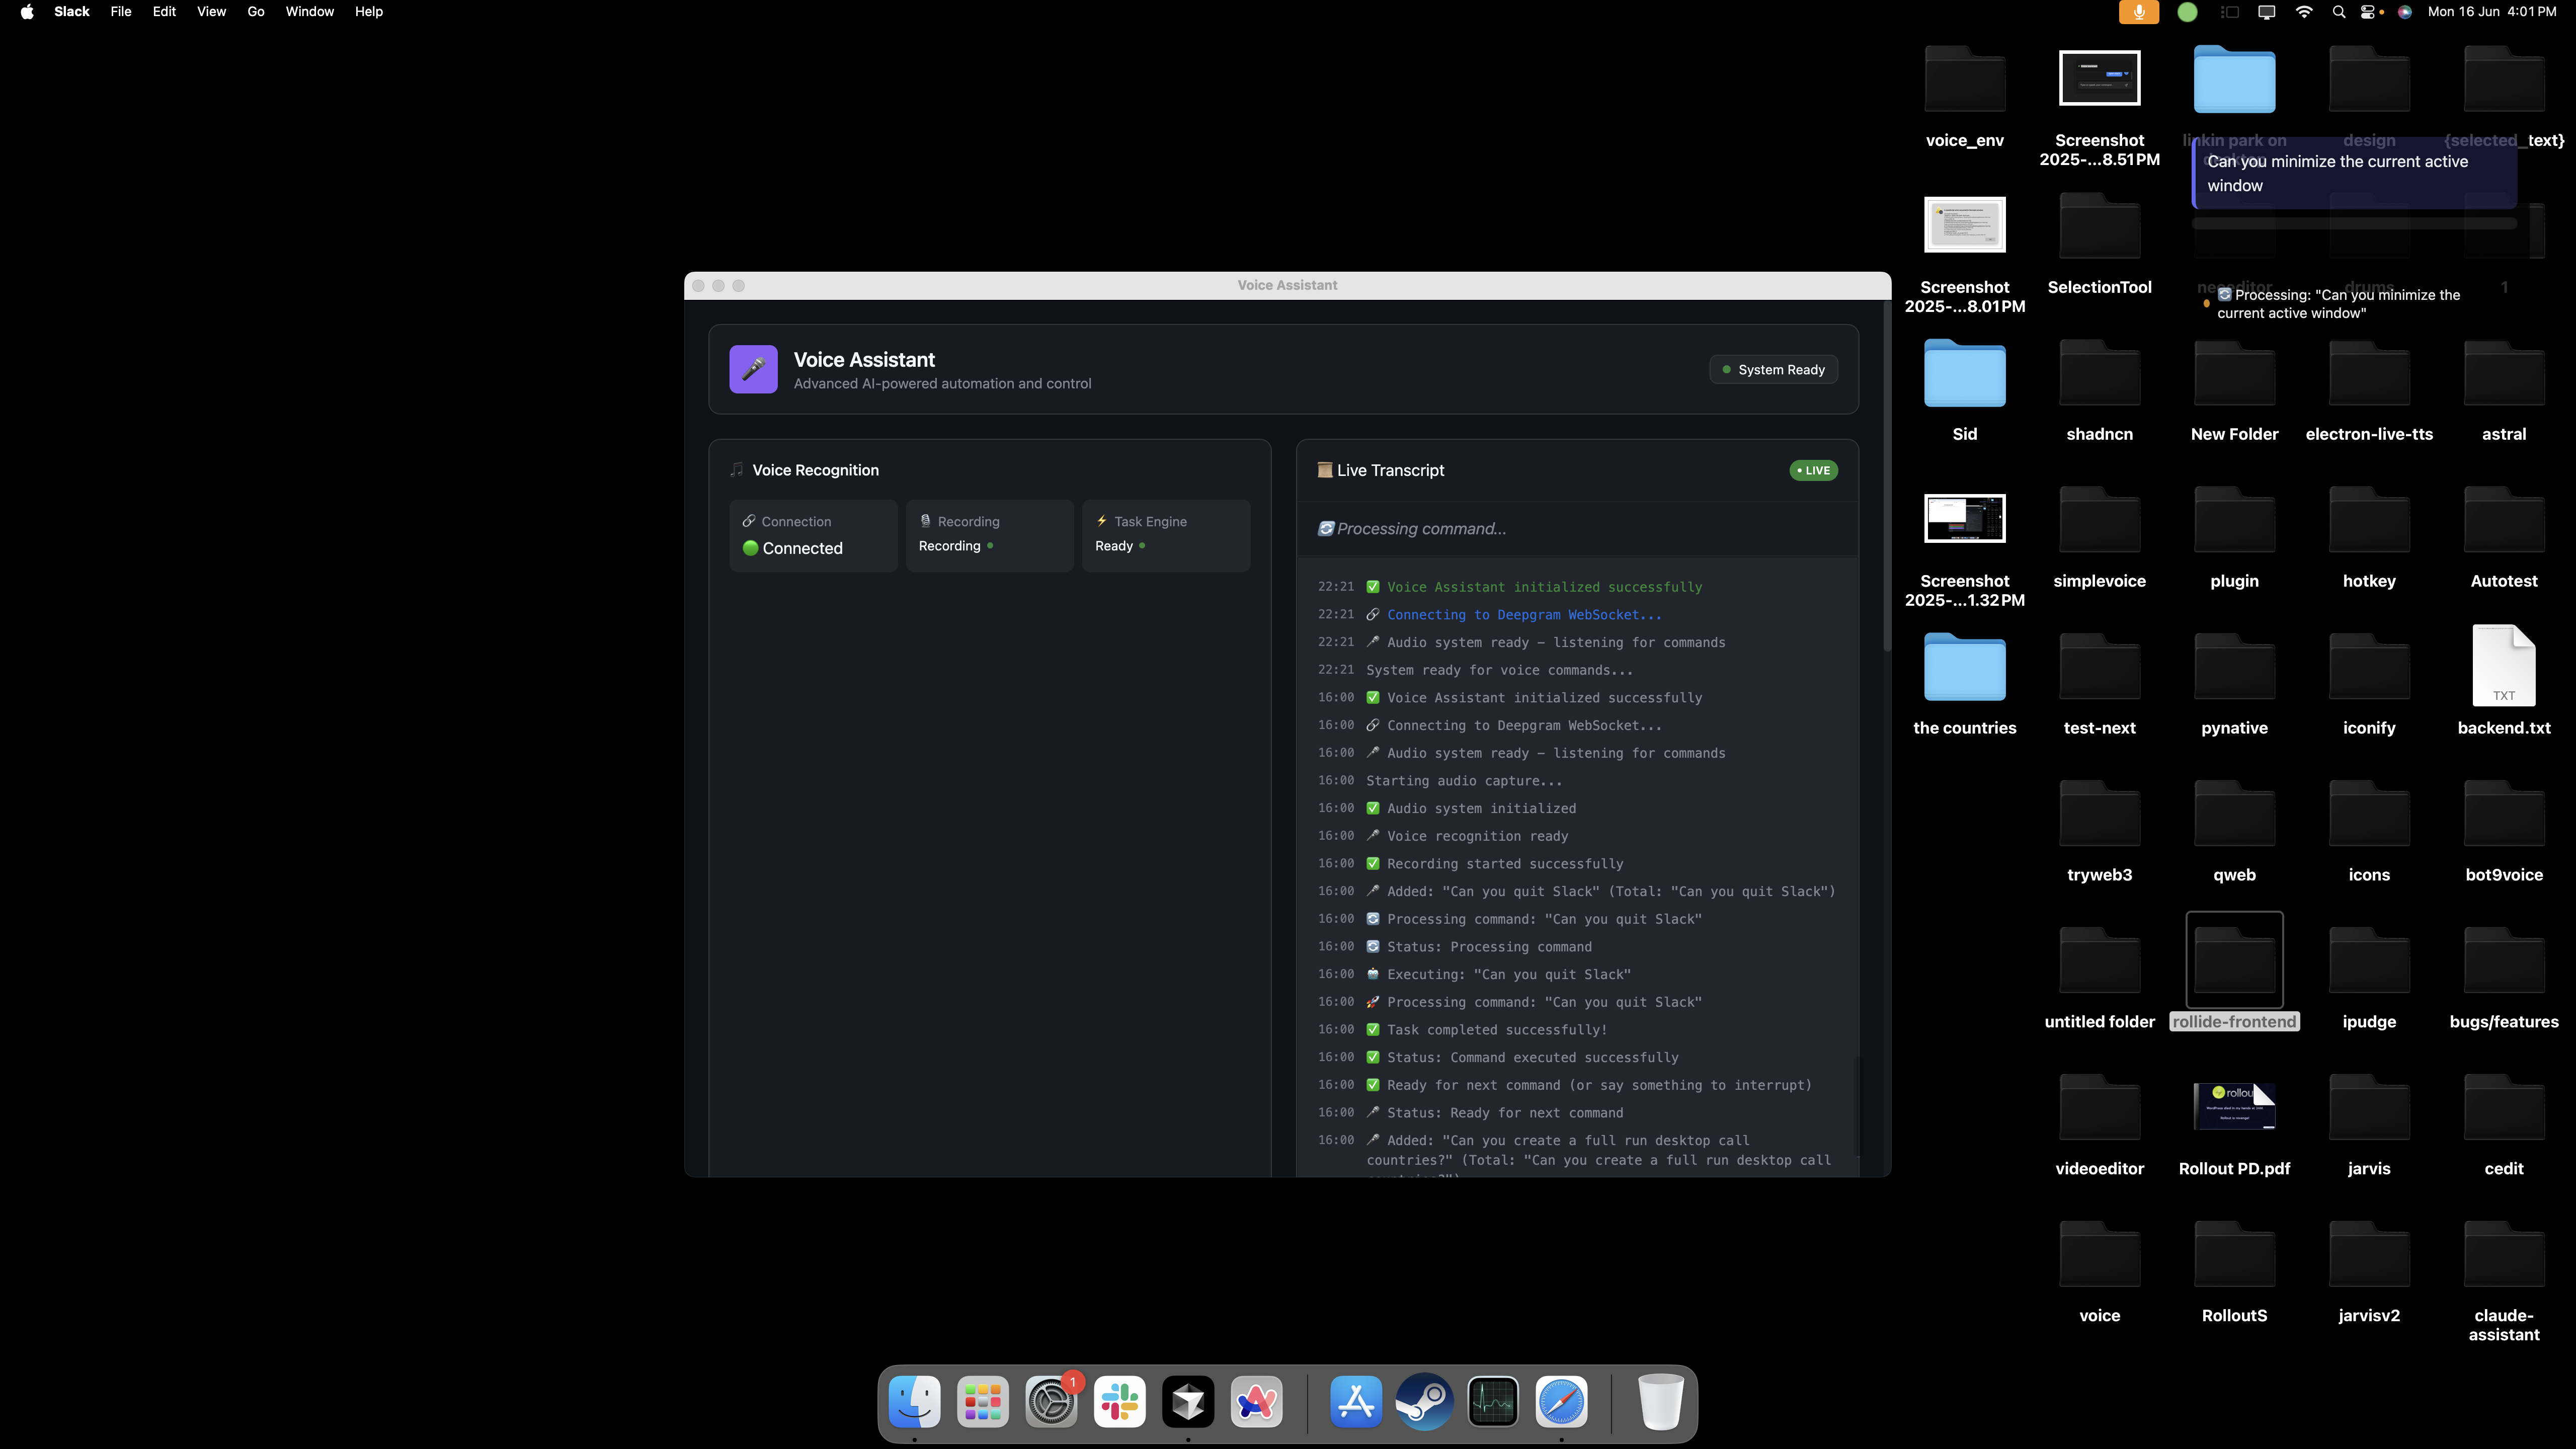 Slack File Edit View Go Window Help
Mon 16 Jun 4:01 PM
voice_env
Screenshot
2025-...8.51 PM
linkin park on
design
{selected_text}
Can you minimize the current active
window
Screenshot
2025-...8.01 PM
SelectionTool
neoeditor
drums
1
🔄 Processing: "Can you minimize the
current active window"
Voice Assistant
Voice Assistant
Advanced AI-powered automation and control
System Ready
Sid
shadncn
New Folder
electron-live-tts
astral
Voice Recognition
Connection
Connected
Recording
Recording
Task Engine
Ready
Live Transcript
• LIVE
🔄 Processing command...
22:21 ✅ Voice Assistant initialized successfully
22:21 🔗 Connecting to Deepgram WebSocket...
22:21 🎤 Audio system ready – listening for commands
22:21 System ready for voice commands...
16:00 ✅ Voice Assistant initialized successfully
16:00 🔗 Connecting to Deepgram WebSocket...
16:00 🎤 Audio system ready – listening for commands
16:00 Starting audio capture...
16:00 ✅ Audio system initialized
16:00 🎤 Voice recognition ready
16:00 ✅ Recording started successfully
16:00 🎤 Added: "Can you quit Slack" (Total: "Can you quit Slack")
16:00 🔄 Processing command: "Can you quit Slack"
16:00 🔄 Status: Processing command
16:00 🤖 Executing: "Can you quit Slack"
16:00 🚀 Processing command: "Can you quit Slack"
16:00 ✅ Task completed successfully!
16:00 ✅ Status: Command executed successfully
16:00 ✅ Ready for next command (or say something to interrupt)
16:00 🎤 Status: Ready for next command
16:00 🎤 Added: "Can you create a full run desktop call
countries?" (Total: "Can you create a full run desktop call
Screenshot
2025-...1.32 PM
simplevoice
plugin
hotkey
Autotest
the countries
test-next
pynative
iconify
TXT
backend.txt
tryweb3
qweb
icons
bot9voice
untitled folder
rollide-frontend
ipudge
bugs/features
videoeditor
Rollout PD.pdf
jarvis
cedit
voice
RolloutS
jarvisv2
claude-
assistant
1